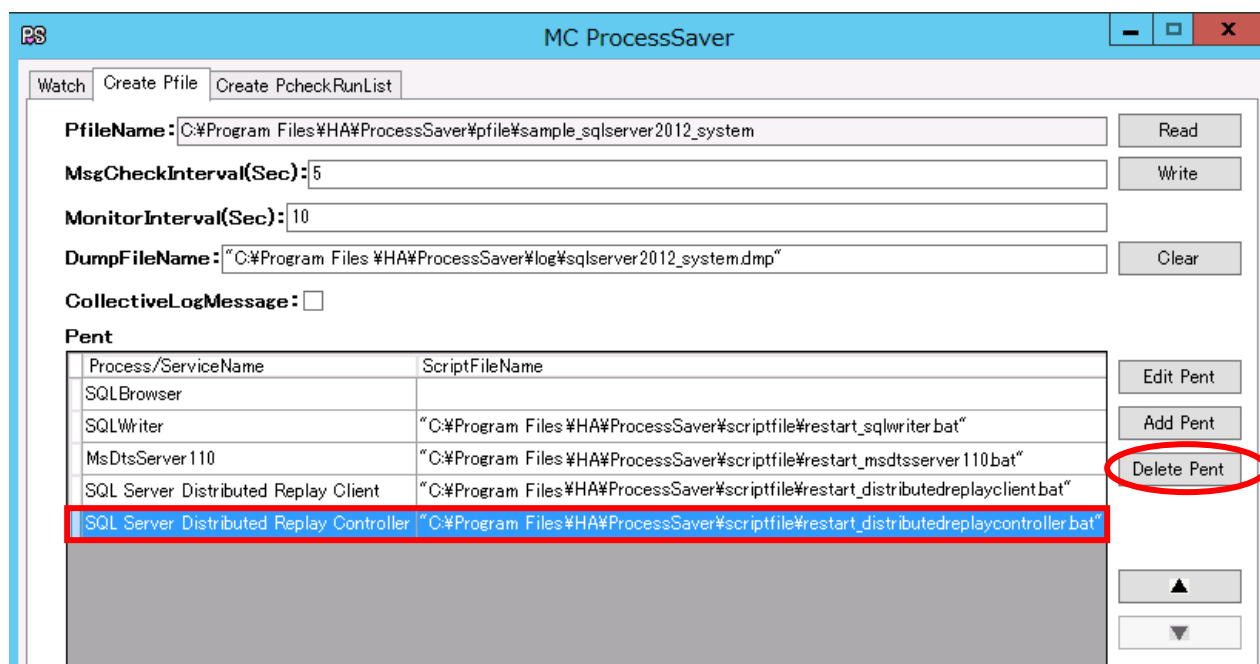 PS
MC ProcessSaver
x
Watch
Create Pfile
Create PcheckRunList
PfileName: C:¥Program Files¥HA¥ProcessSaver¥pfile¥sample_sqlserver2012_system
Read
MsgCheckInterval(Sec): 5
Write
MonitorInterval(Sec): 10
DumpFileName: "C:¥Program Files ¥HA¥ProcessSaver¥log¥sqlserver2012_system.dmp"
Clear
CollectiveLogMessage:
Pent
Process/ServiceName ScriptFileName
Edit Pent
SQLBrowser
SQLWriter "C:¥Program Files ¥HA¥ProcessSaver¥scriptfile¥restart_sqlwriter.bat"
Add Pent
MsDtsServer110 "C:¥Program Files ¥HA¥ProcessSaver¥scriptfile¥restart_msdtsserver110.bat"
Delete Pent
SQL Server Distributed Replay Client "C:¥Program Files¥HA¥ProcessSaver¥scriptfile¥restart_distributedreplayclient.bat"
SQL Server Distributed Replay Controller "C:¥Program Files¥HA¥ProcessSaver¥scriptfile¥restart_distributedreplaycontroller.bat"
▲
▼